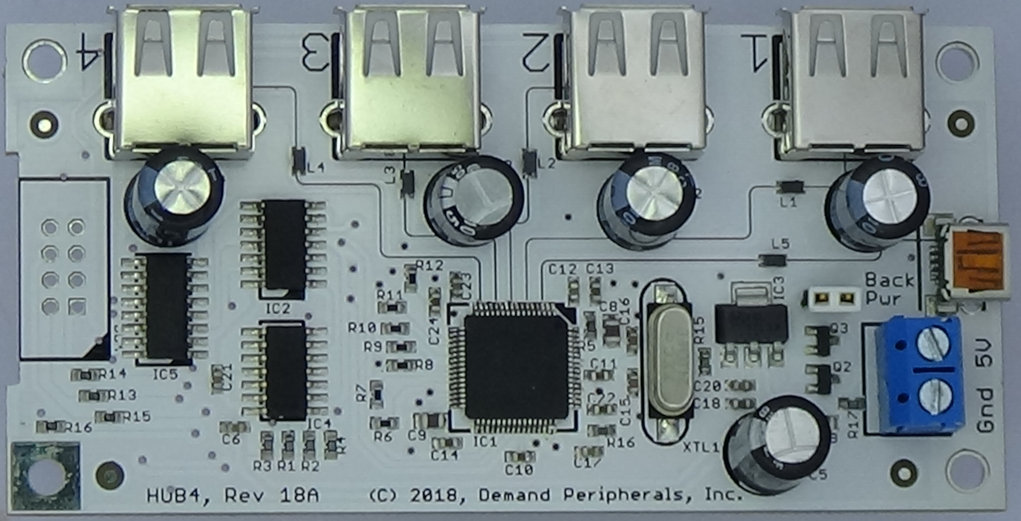 4
3
2
1
L4
L3
L2
L1
L5
R12
C23
C12
C13
IC3
Back
Pwr
R11
C24
C8
C16
R15
IC2
R10
R9
R8
R5
C11
Q3
5V
R14
IC5
C21
R7
C22
C15
C20
C18
Q2
Gnd
R13
R15
R16
C6
IC4
R6
C9
IC1
R16
XTL1
R17
R3
R1
R2
R4
C14
C10
C17
C5
HUB4, Rev 18A
(C) 2018, Demand Peripherals, Inc.